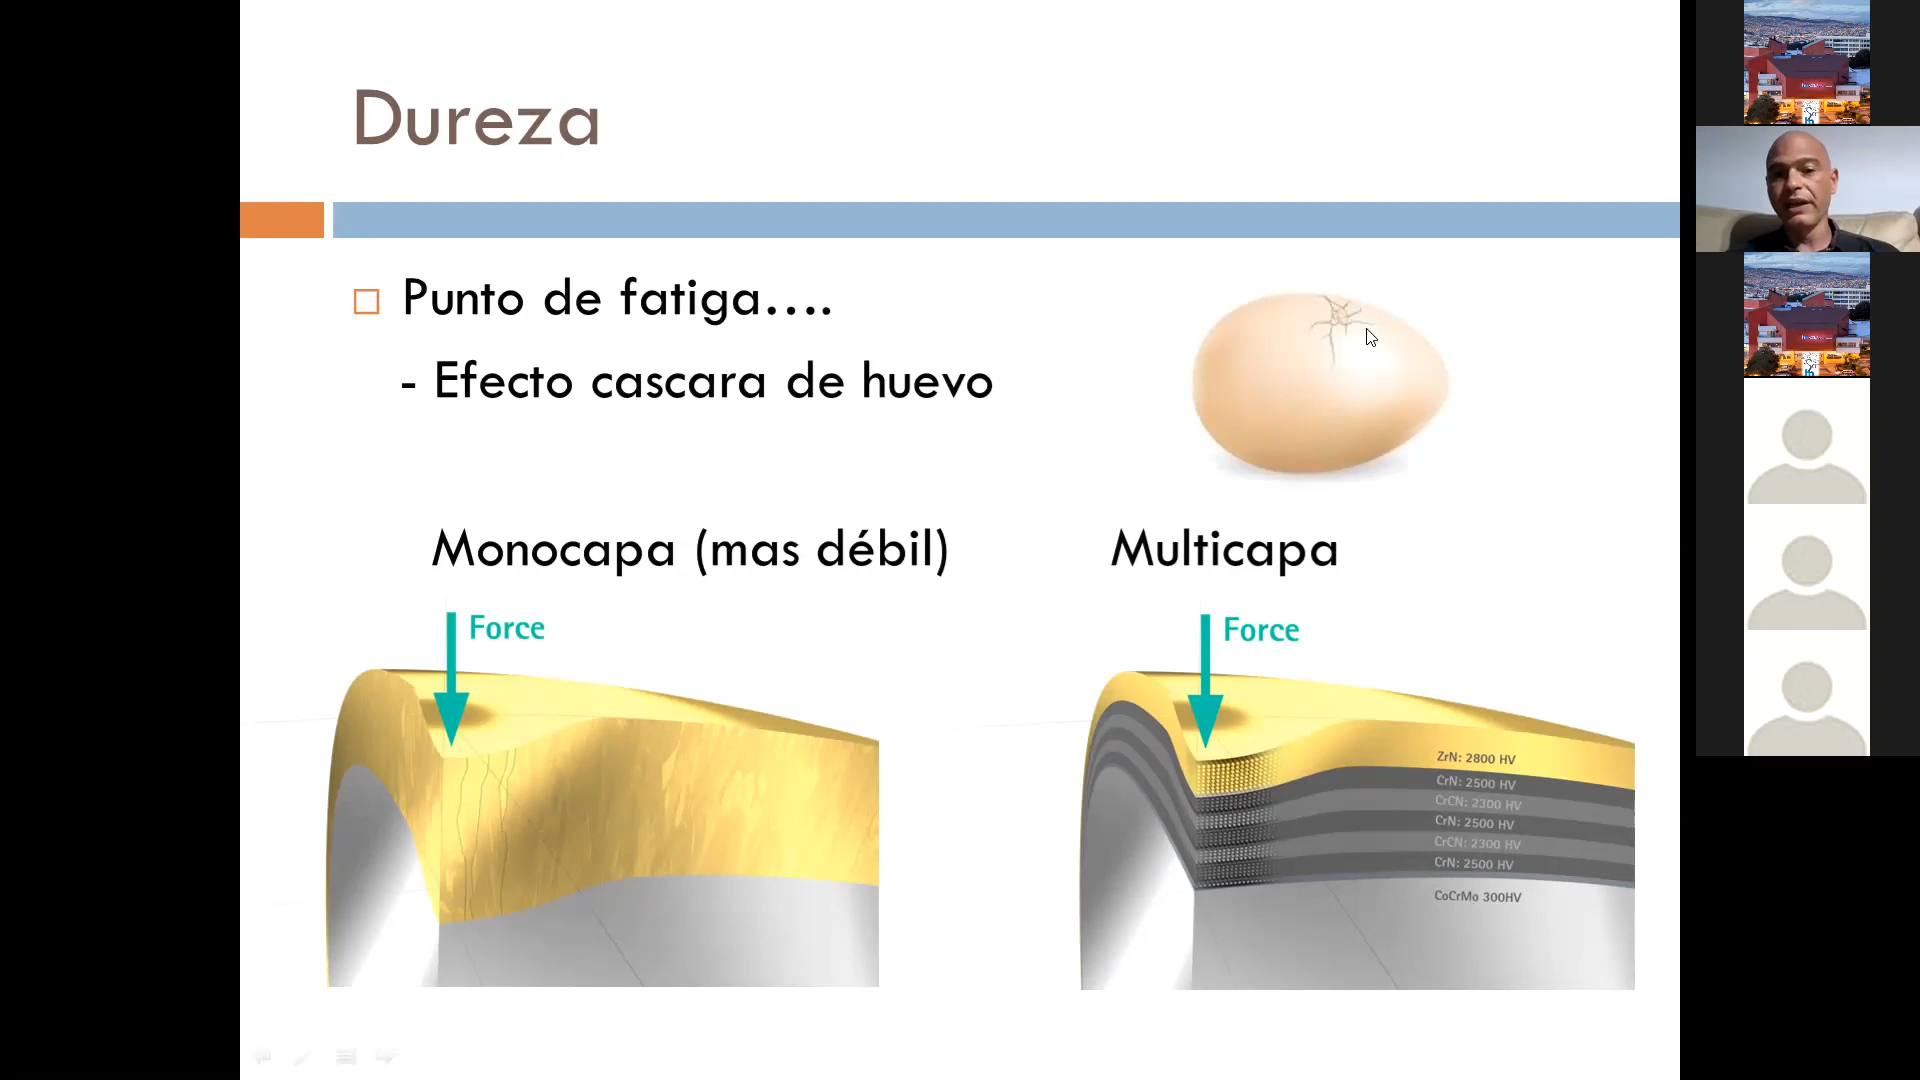 Dureza
Punto de fatiga....
- Efecto cascara de huevo
Monocapa (mas débil)
Multicapa
Force
Force
ZrN: 2800 HV
CrN: 2500 HV
CrCN: 2300 HV
CrN: 2500 HV
CrCN: 2300 HV
CrN: 2500 HV
CoCrMo 300HV